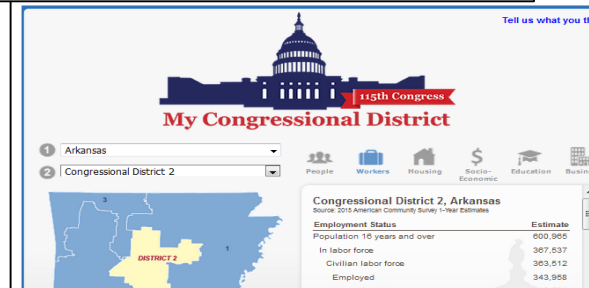 Tell us what you th
115th Congress
My Congressional District
1 Arkansas
2 Congressional District 2
People Workers Housing Socio-Economic Education Busin
3
1
DISTRICT 2
Congressional District 2, Arkansas
Source: 2015 American Community Survey 1-Year Estimates
Employment Status Estimate
Population 16 years and over 600,965
In labor force 367,537
Civilian labor force 363,512
Employed 343,958